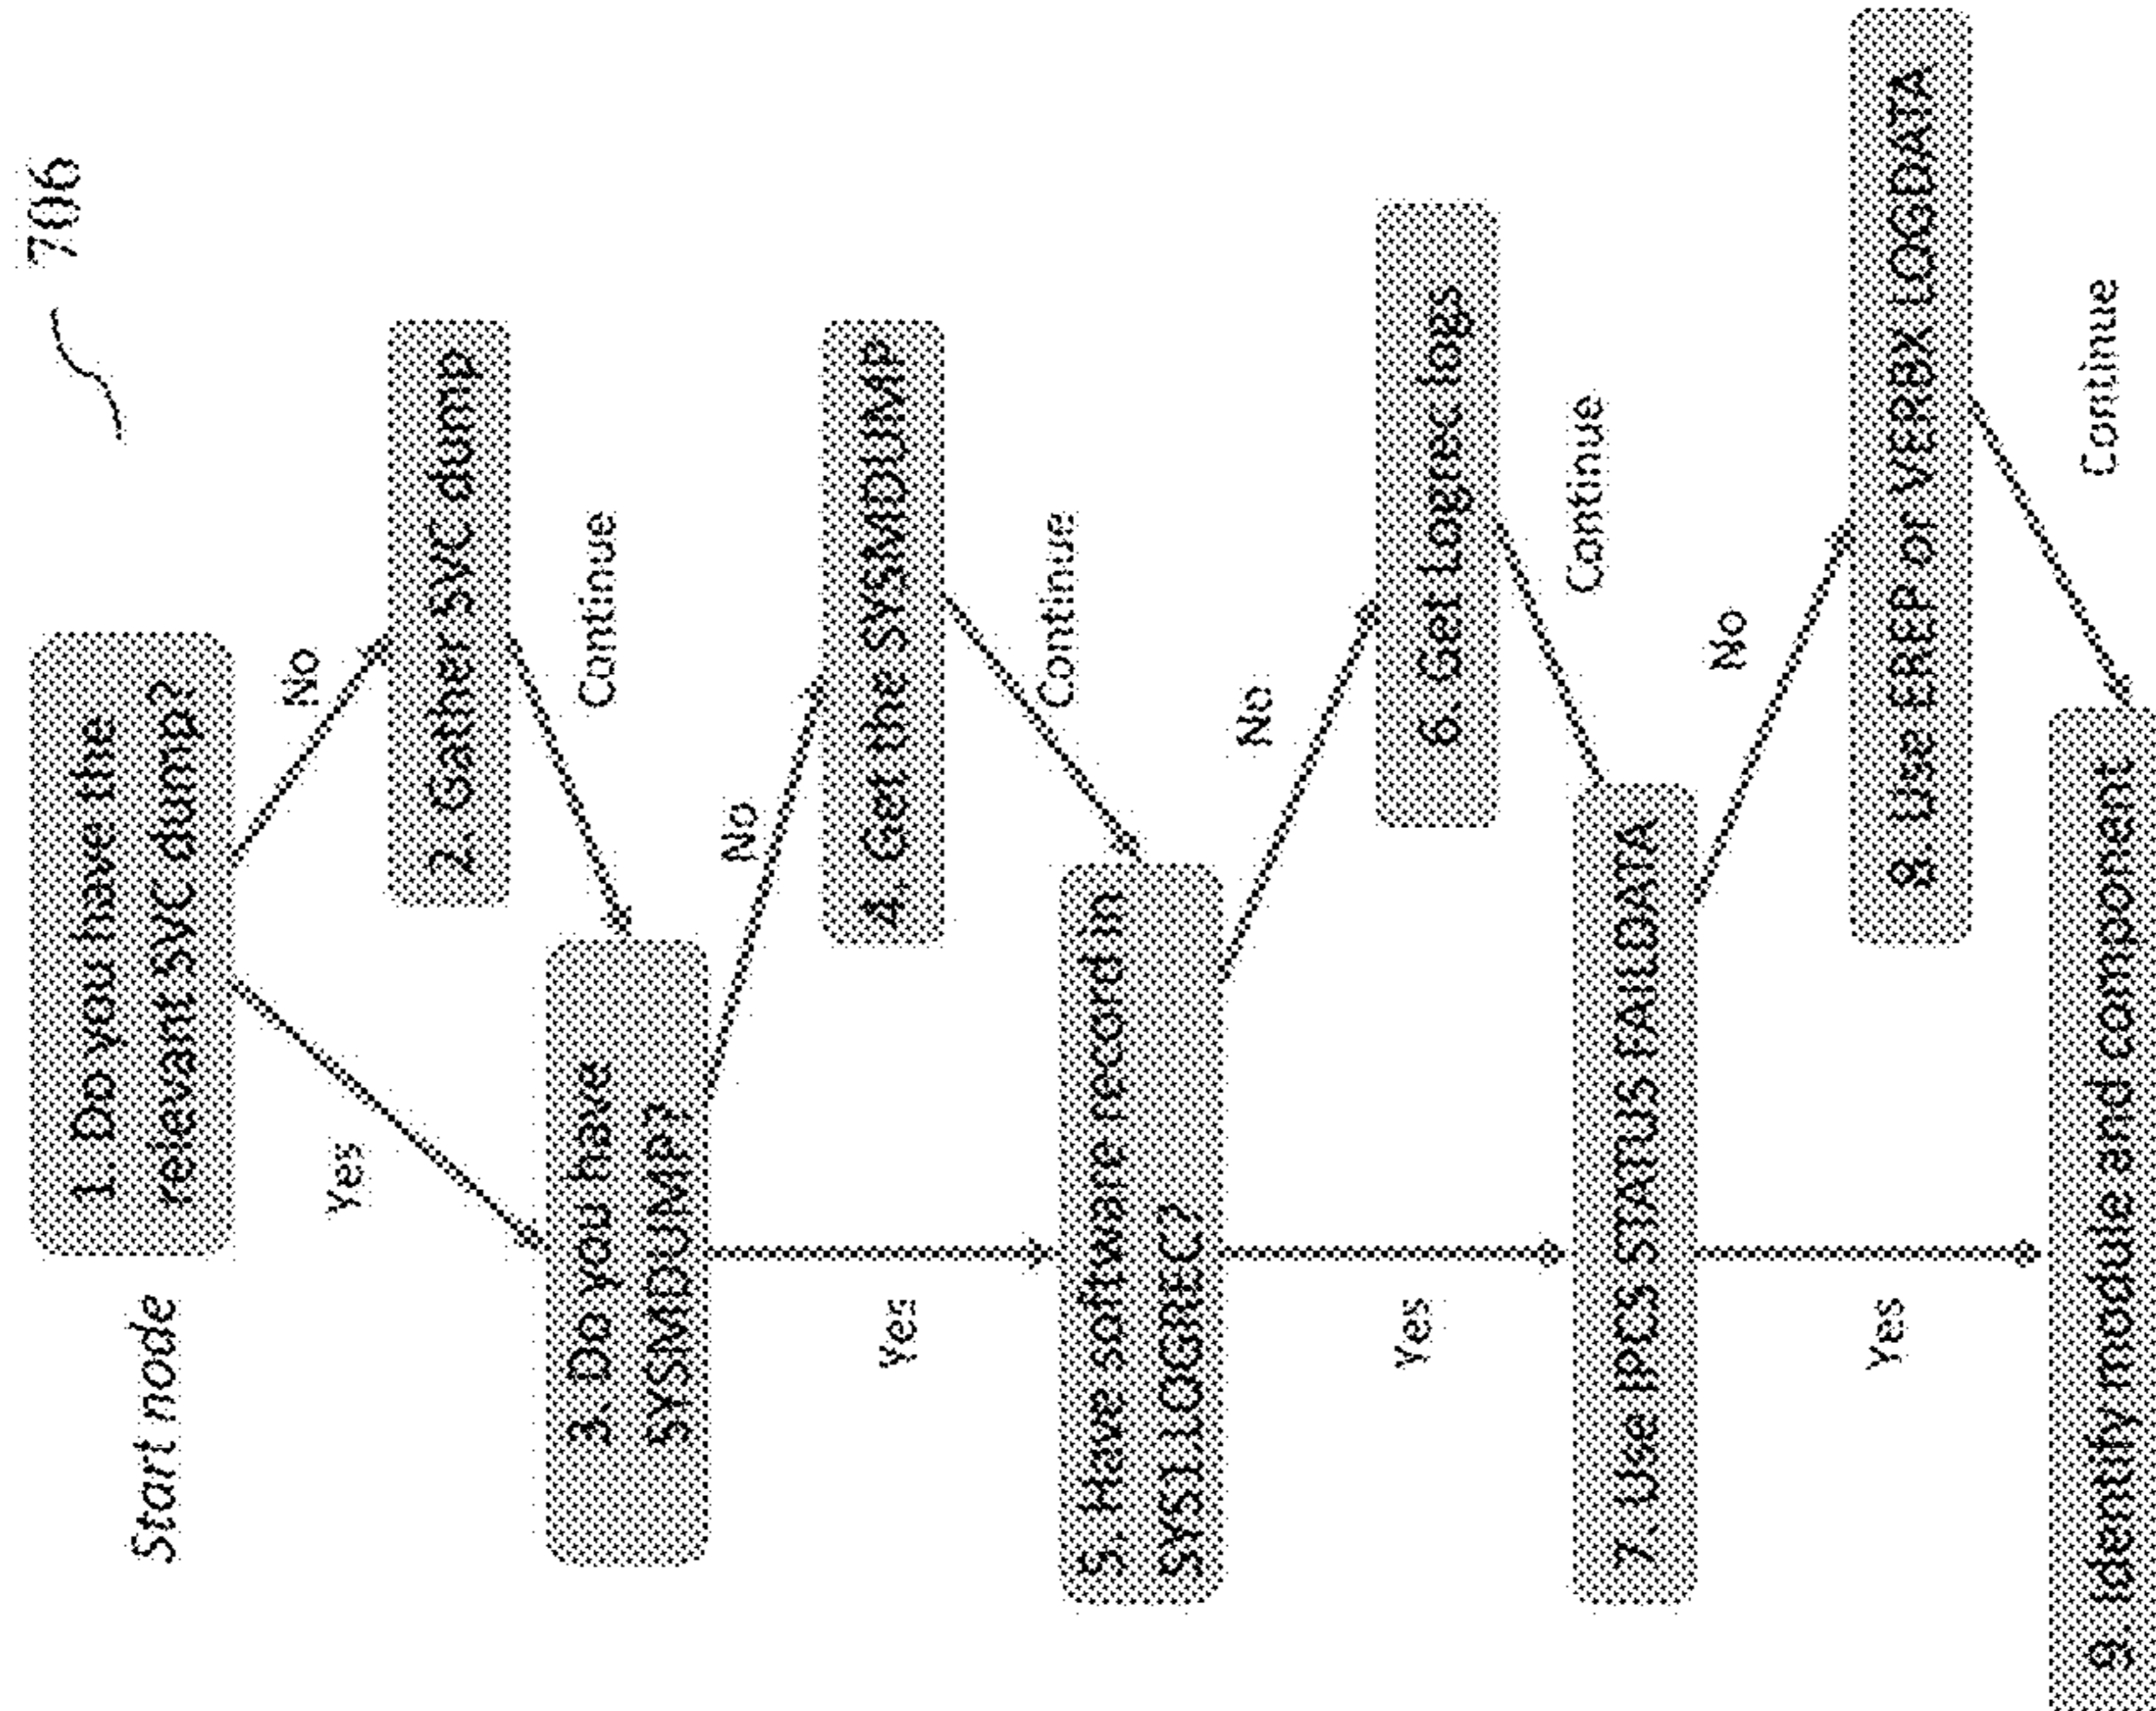 706
Start node
1. Do you have the
relevant SVC dump?
No
Yes
2. Gather SVC dump
Continue
3. Do you have
SYSMDUMP?
No
Yes
4. Get the SYSMDUMP
Continue
5. Have software record in
SYS1.LOGREC?
No
Yes
6. Get Logrec logs
Continue
7. Use IPCS STATUS FAILDATA
No
Yes
8. Use EREP or VERBX LOGDATA
Continue
9. Identify module and component